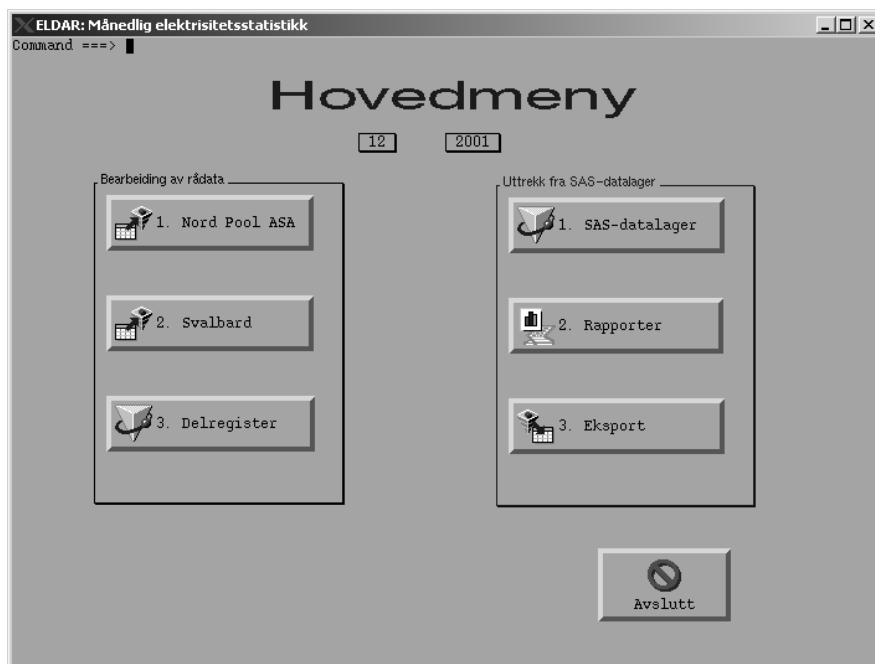 ELDAR: Månedlig elektrisitetsstatistikk
Command ===>
Hovedmeny
12 2001
Bearbeiding av rådata
1. Nord Pool ASA
2. Svalbard
3. Delregister
Uttrekk fra SAS-datalager
1. SAS-datalager
2. Rapporter
3. Eksport
Avslutt